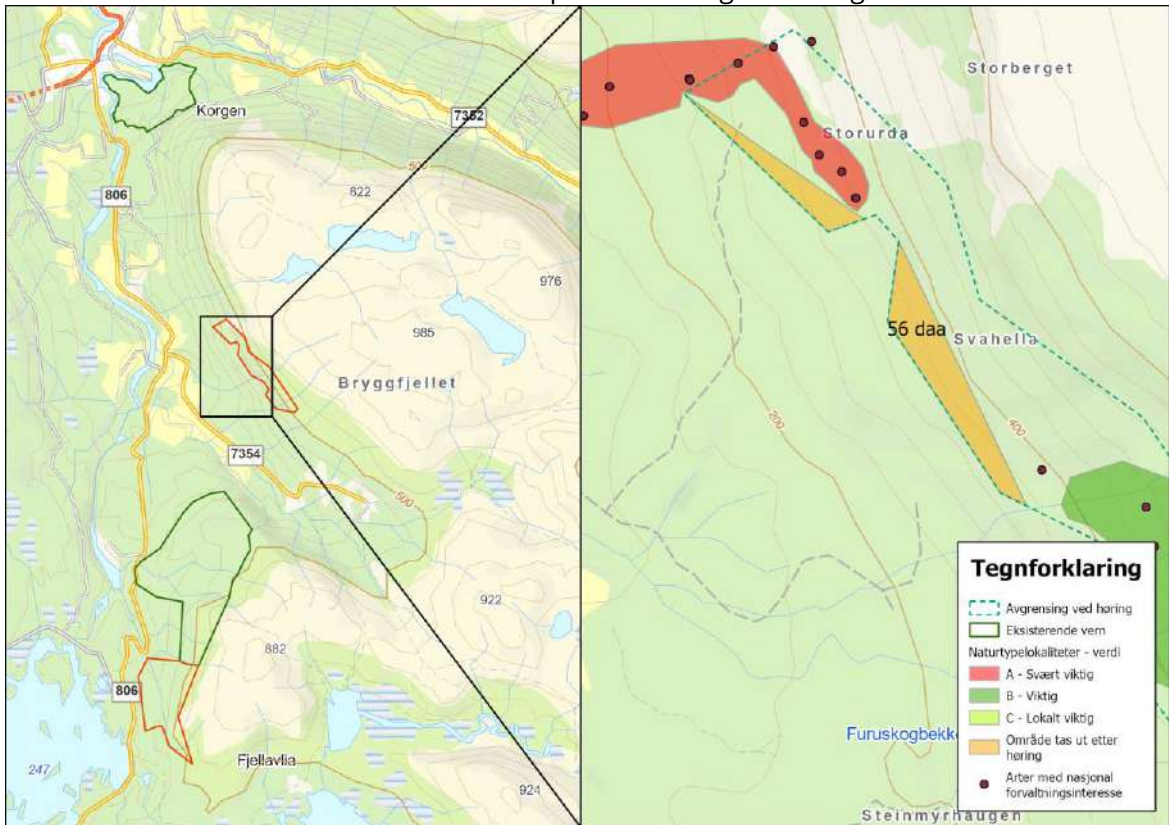 Korgen
7352
806
500
822
976
985
Bryggfjellet
7354
500
922
882
806
247
Fjellavlia
924
Storberget
Storurda
56 daa
Svahella
200
400
Steinmyrhaugen
Tegnforklaring
Avgrensing ved høring
Eksisterende vern
Naturtypelokaliteter - verdi
A - Svært viktig
B - Viktig
C - Lokalt viktig
Område tas ut etter
høring
Arter med nasjonal
forvaltningsinteresse